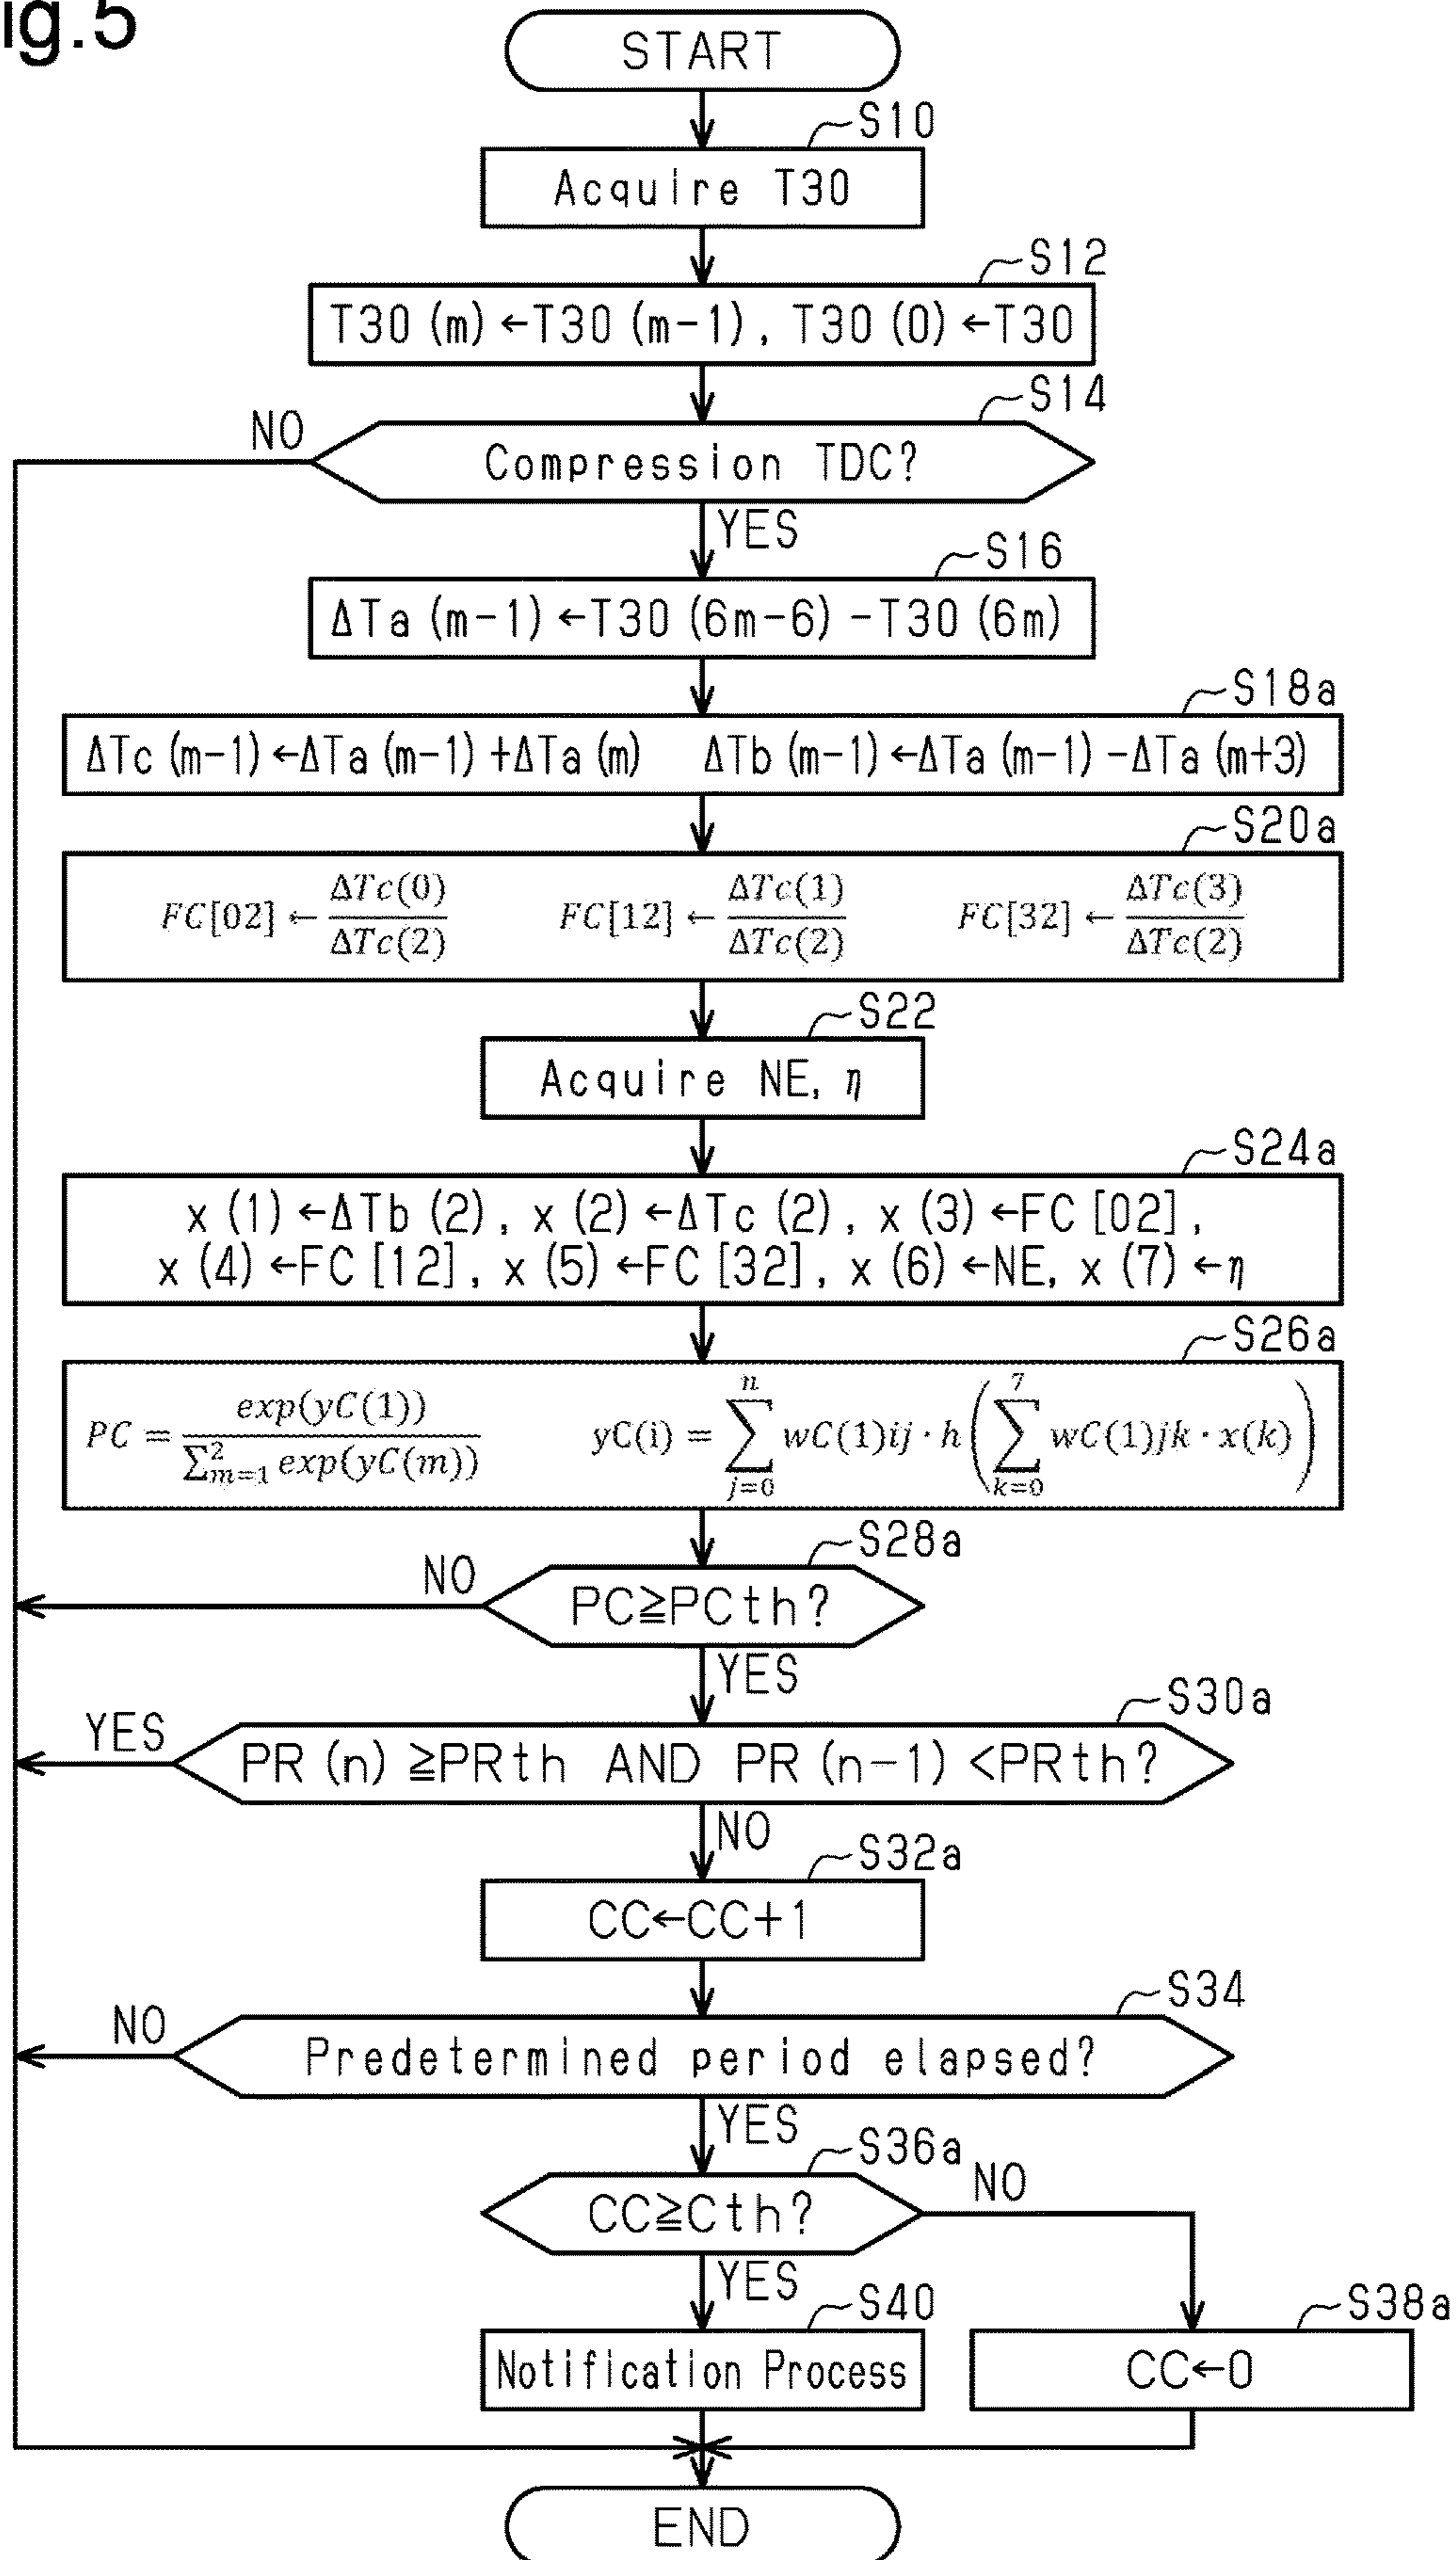 ig.5
START
S10
Acquire T30
S12
T30(m)←T30(m-1), T30(0)←T30
S14
NO
Compression TDC?
YES
S16
ΔTa(m-1)←T30(6m-6)-T30(6m)
S18a
ΔTc(m-1)←ΔTa(m-1)+ΔTa(m) ΔTb(m-1)←ΔTa(m-1)-ΔTa(m+3)
S20a
FC[02] ← ΔTc(0)/ΔTc(2) FC[12] ← ΔTc(1)/ΔTc(2) FC[32] ← ΔTc(3)/ΔTc(2)
S22
Acquire NE, η
S24a
x(1)←ΔTb(2), x(2)←ΔTc(2), x(3)←FC[02],
x(4)←FC[12], x(5)←FC[32], x(6)←NE, x(7)←η
S26a
PC = exp(yC(1))/∑_{m=1}^{2} exp(yC(m)) yC(i) = ∑_{j=0}^{n} wC(1)ij · h(∑_{k=0}^{7} wC(1)jk · x(k))
S28a
NO
PC≧PCth?
YES
S30a
YES
PR(n)≧PRth AND PR(n-1)<PRth?
NO
S32a
CC←CC+1
S34
NO
Predetermined period elapsed?
YES
S36a
NO
CC≧Cth?
YES
S40
S38a
Notification Process
CC←0
END